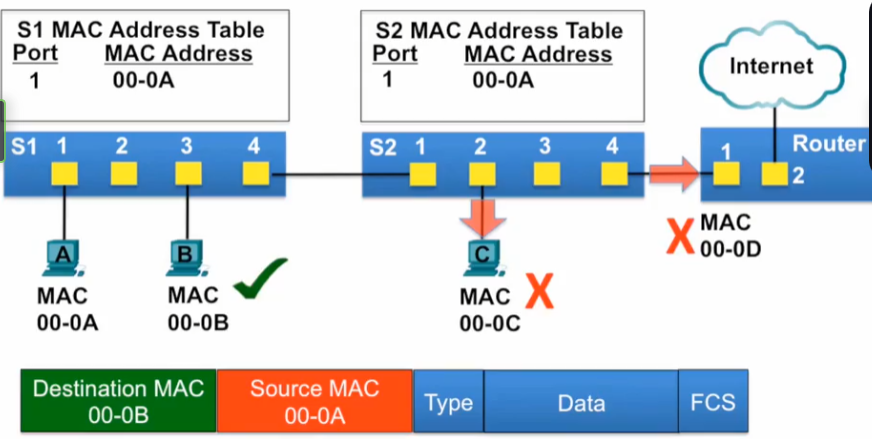 S1 MAC Address Table
Port MAC Address
1 00-0A
S2 MAC Address Table
Port MAC Address
1 00-0A
Internet
S1 1 2 3 4
S2 1 2 3 4
1 Router
2
A
B
C
MAC
00-0A
MAC
00-0B
MAC
00-0C
X
X
MAC
00-0D
Destination MAC
00-0B
Source MAC
00-0A
Type
Data
FCS